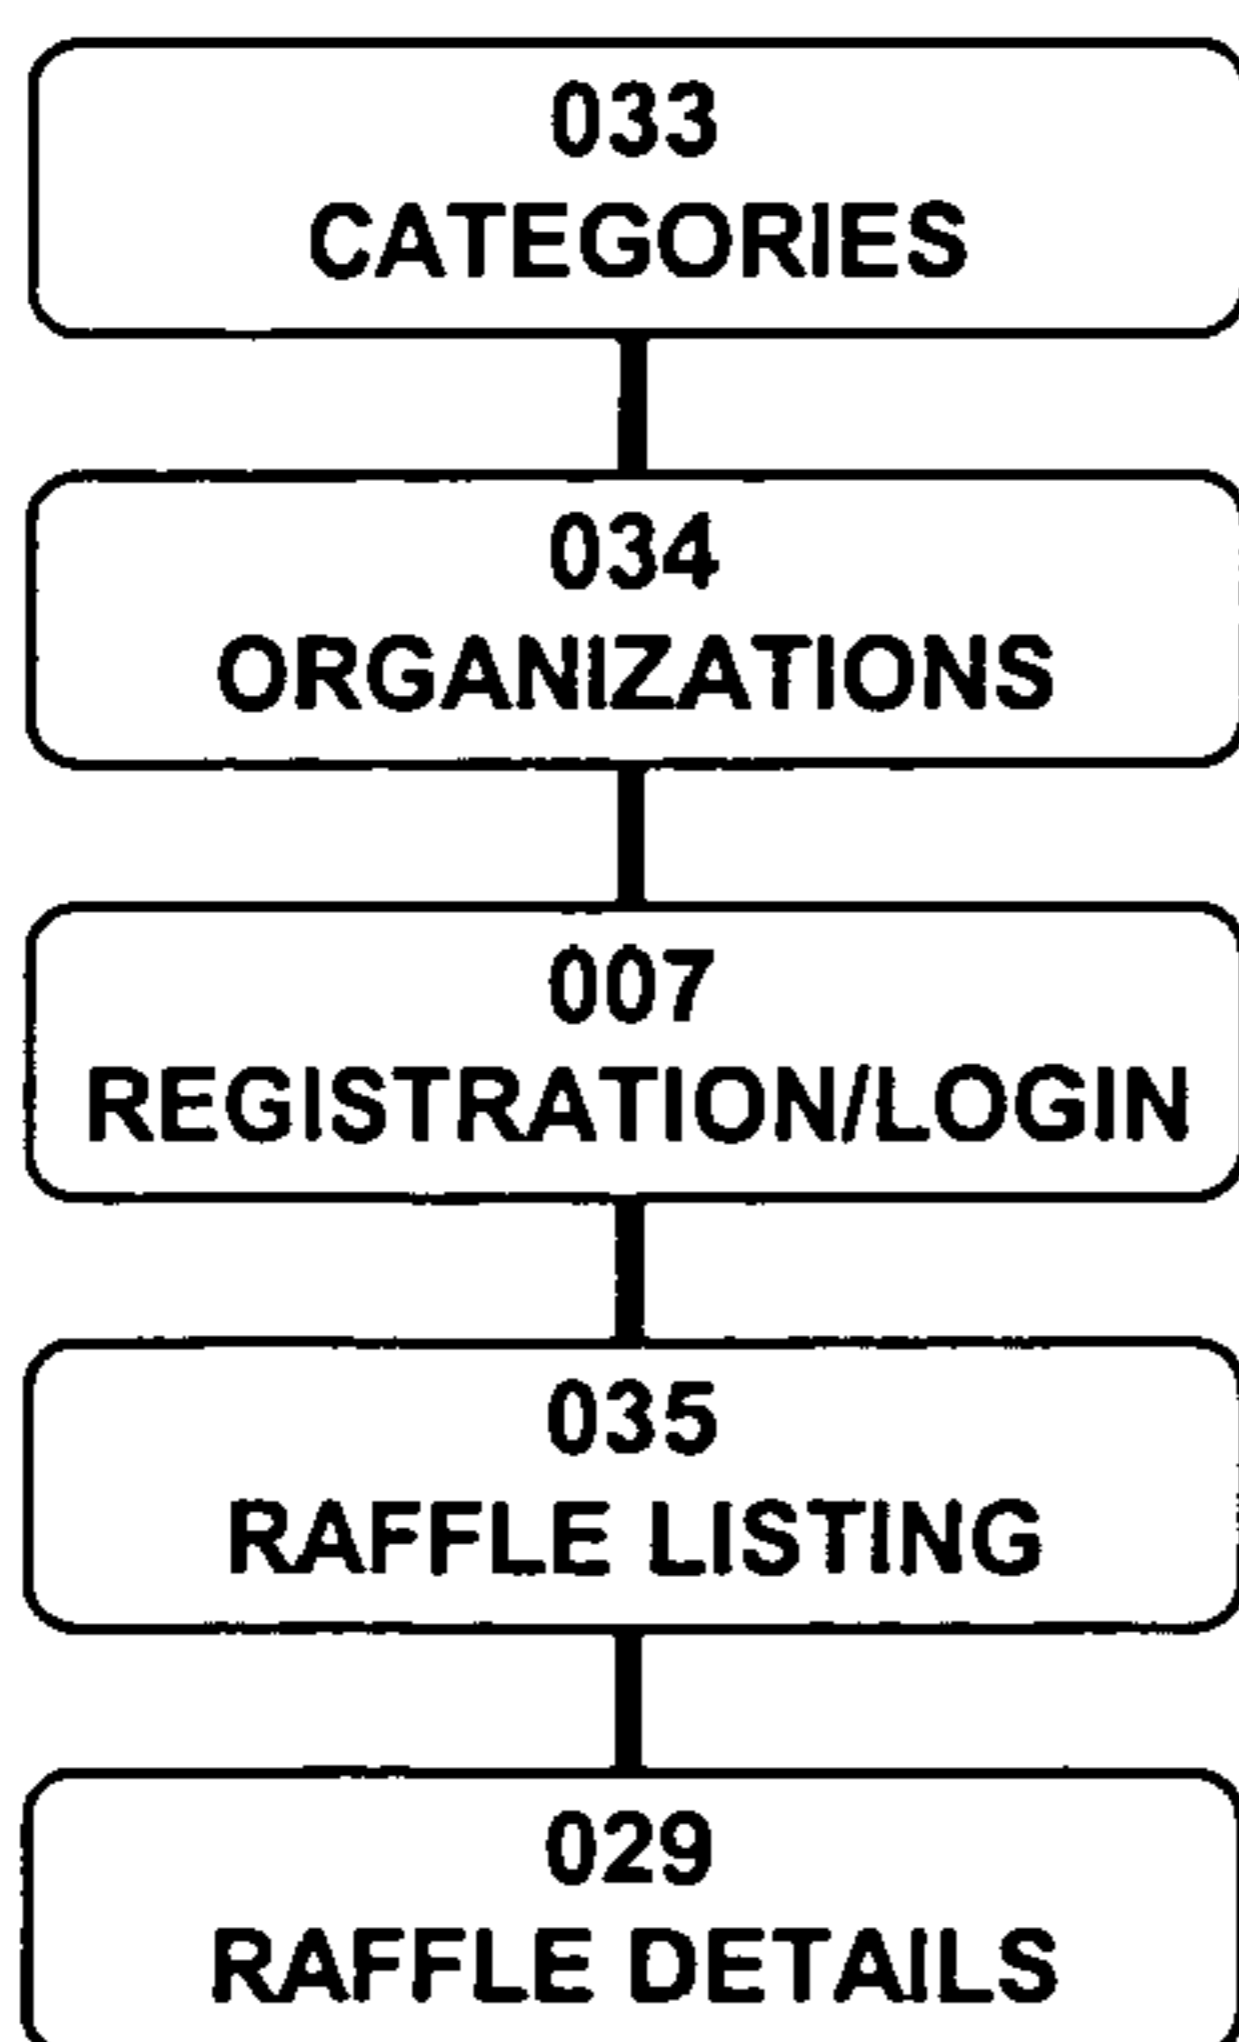 033
CATEGORIES
034
ORGANIZATIONS
007
REGISTRATION/LOGIN
035
RAFFLE LISTING
029
RAFFLE DETAILS